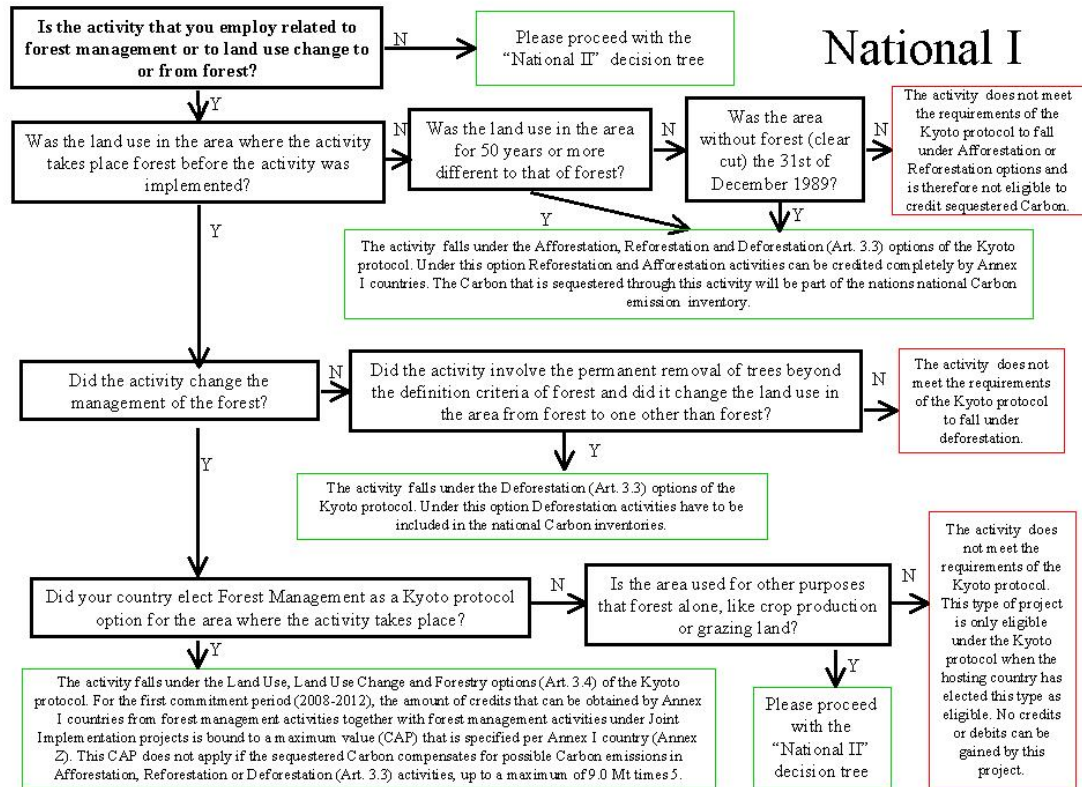 National I
Is the activity that you employ related to
forest management or to land use change to
or from forest?
N
Please proceed with the
“National II” decision tree
Y
Was the land use in the area where the activity
takes place forest before the activity was
implemented?
N
Was the land use in the area
for 50 years or more
different to that of forest?
N
Was the area
without forest (clear
cut) the 31st of
December 1989?
N
The activity does not meet
the requirements of the
Kyoto protocol to fall
under Afforestation or
Reforestation options and
is therefore not eligible to
credit sequestered Carbon.
Y
Y
Y
The activity falls under the Afforestation, Reforestation and Deforestation (Art. 3.3) options of the Kyoto
protocol. Under this option Reforestation and Afforestation activities can be credited completely by Annex
I countries. The Carbon that is sequestered through this activity will be part of the nations national Carbon
emission inventory.
Did the activity change the
management of the forest?
N
Did the activity involve the permanent removal of trees beyond
the definition criteria of forest and did it change the land use in
the area from forest to one other than forest?
N
The activity does not
meet the requirements
of the Kyoto protocol
to fall under
deforestation.
Y
Y
The activity falls under the Deforestation (Art. 3.3) options of the
Kyoto protocol. Under this option Deforestation activities have to be
included in the national Carbon inventories.
Did your country elect Forest Management as a Kyoto protocol
option for the area where the activity takes place?
N
Is the area used for other purposes
that forest alone, like crop production
or grazing land?
N
The activity does
not meet the
requirements of the
Kyoto protocol.
This type of project
is only eligible
under the Kyoto
protocol when the
hosting country has
elected this type as
eligible. No credits
or debits can be
gained by this
project.
Y
Y
The activity falls under the Land Use, Land Use Change and Forestry options (Art. 3.4) of the Kyoto
protocol. For the first commitment period (2008-2012), the amount of credits that can be obtained by Annex
I countries from forest management activities together with forest management activities under Joint
Implementation projects is bound to a maximum value (CAP) that is specified per Annex I country (Annex
Z). This CAP does not apply if the sequestered Carbon compensates for possible Carbon emissions in
Afforestation, Reforestation or Deforestation (Art. 3.3) activities, up to a maximum of 9.0 Mt times 5.
Please proceed
with the
“National II”
decision tree